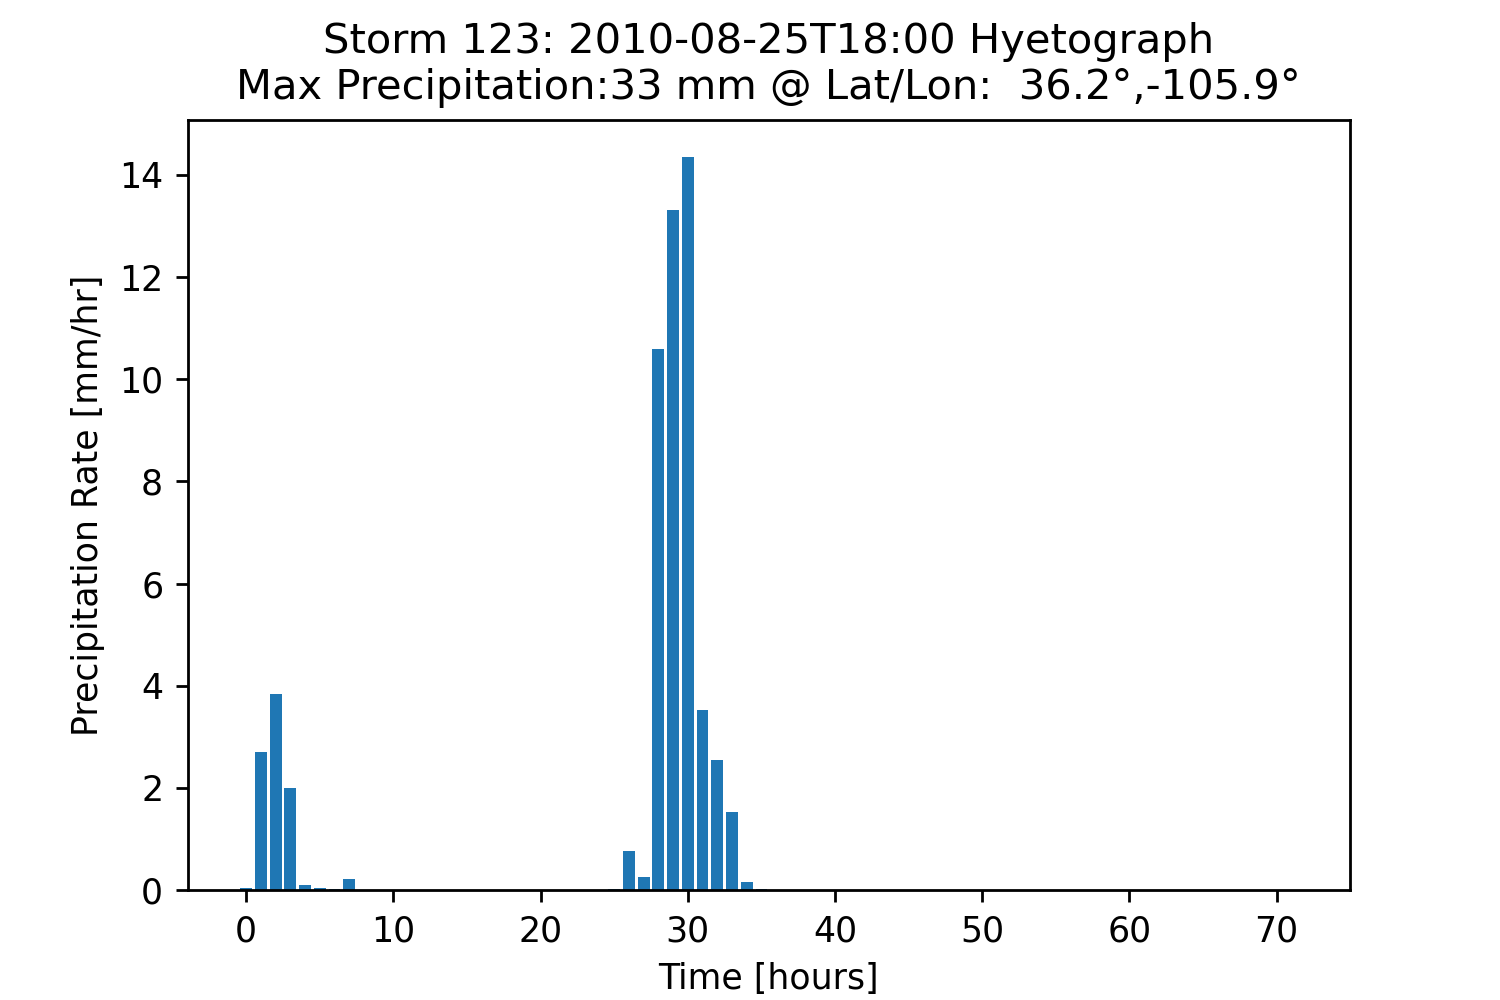 Storm 123: 2010-08-25T18:00 Hyetograph
Max Precipitation:33 mm @ Lat/Lon:  36.2°,-105.9°
Precipitation Rate [mm/hr]
14
12
10
8
6
4
2
0
0 10 20 30 40 50 60 70
Time [hours]